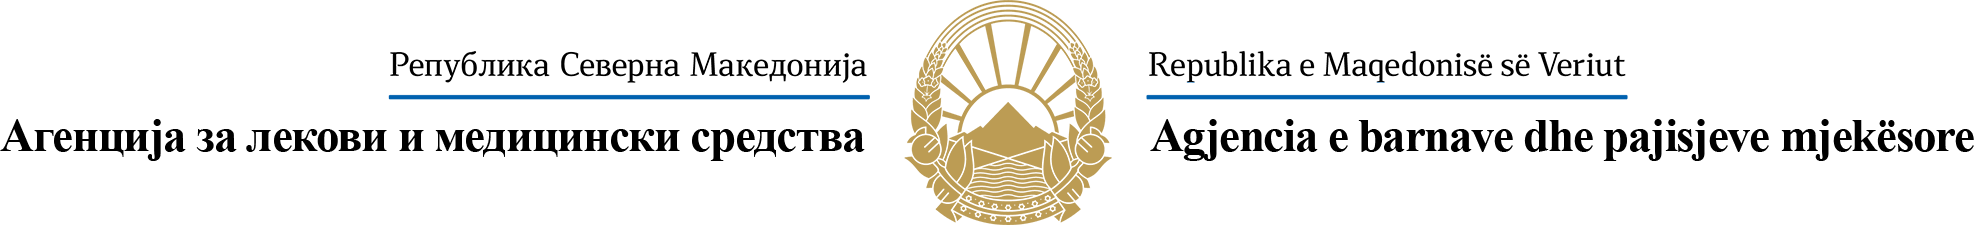 Република Северна Македонија
Агенција за лекови и медицински средства
Republika e Maqedonisë së Veriut
Agjencia e barnave dhe pajisjeve mjekësore